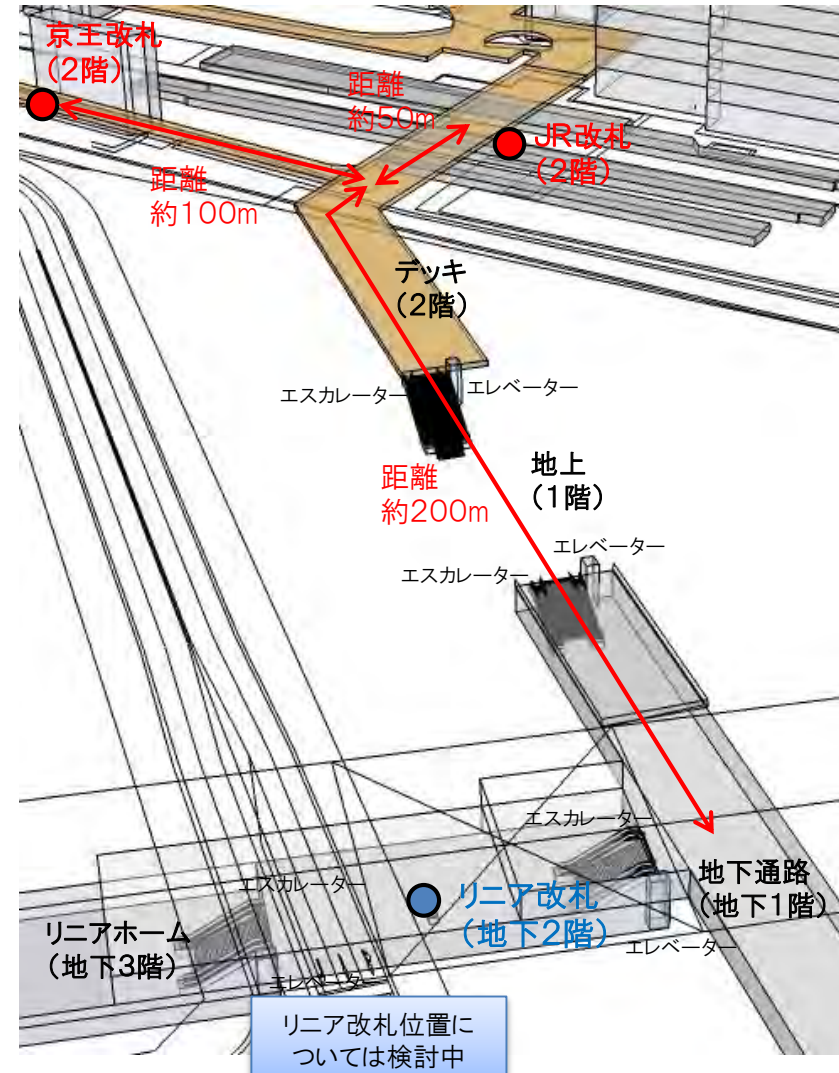 京王改札
(2階)
距離
約50m
JR改札
(2階)
距離
約100m
デッキ
(2階)
エスカレーター
エレベーター
距離
約200m
地上
(1階)
エレベーター
エスカレーター
エスカレーター
地下通路
(地下1階)
エスカレーター
リニア改札
(地下2階)
リニアホーム
(地下3階)
エレベーター
エレベーター
リニア改札位置に
ついては検討中